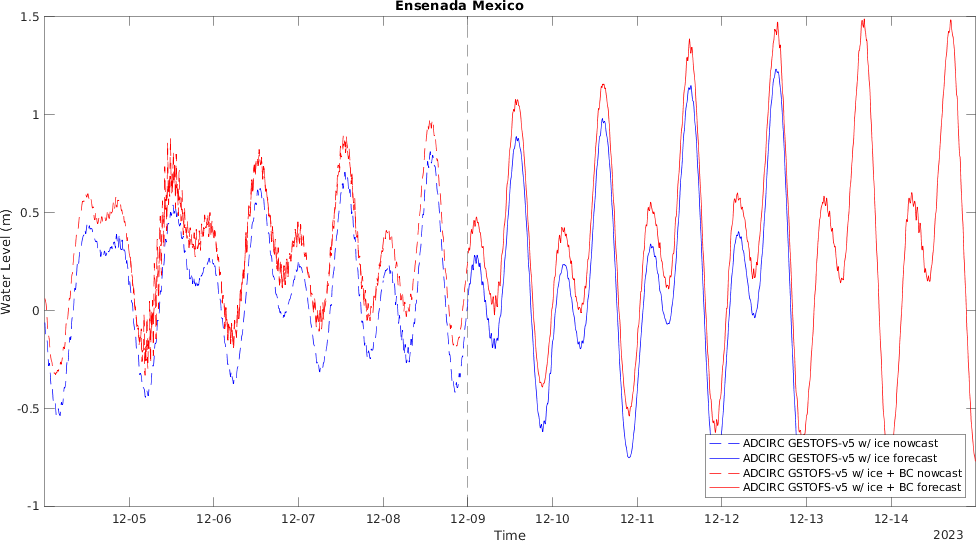 Ensenada Mexico
Water Level (m)
1.5
1
0.5
0
-0.5
-1
12-05 12-06 12-07 12-08 12-09 12-10 12-11 12-12 12-13 12-14
Time
2023
ADCIRC GESTOFS-v5 w/ ice nowcast
ADCIRC GESTOFS-v5 w/ ice forecast
ADCIRC GSTOFS-v5 w/ ice + BC nowcast
ADCIRC GSTOFS-v5 w/ ice + BC forecast